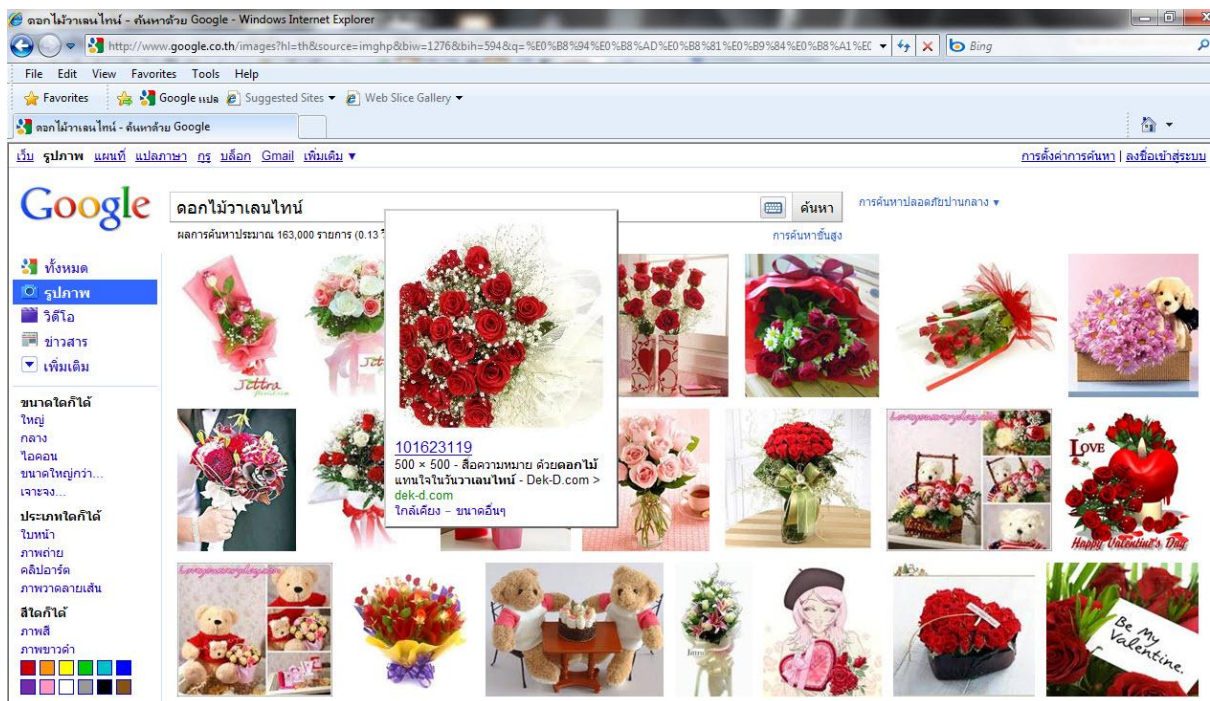 ดอกไม้วาเลนไทน์ - ค้นหาด้วย Google - Windows Internet Explorer
http://www.google.co.th/images?hl=th&source=imghp&biw=1276&bih=594&q=%E0%B8%94%E0%B8%AD%E0%B8%81%E0%B9%84%E0%B8%A1%E0
Bing
File Edit View Favorites Tools Help
Favorites Google แปล Suggested Sites Web Slice Gallery
ดอกไม้วาเลนไทน์ - ค้นหาด้วย Google
เว็บ รูปภาพ แผนที่ แปลภาษา กูรู บล็อก Gmail เพิ่มเติม ▼
การตั้งค่าการค้นหา | ลงชื่อเข้าสู่ระบบ
Google
ดอกไม้วาเลนไทน์
ค้นหา
การค้นหาปลอดภัยปานกลาง ▼
ผลการค้นหาประมาณ 163,000 รายการ (0.13
การค้นหาขั้นสูง
ทั้งหมด
รูปภาพ
วิดีโอ
ข่าวสาร
เพิ่มเติม
ขนาดใดก็ได้
ใหญ่
กลาง
ไอคอน
ขนาดใหญ่กว่า...
เจาะจง...
ประเภทใดก็ได้
ใบหน้า
ภาพถ่าย
คลิปอาร์ต
ภาพวาดลายเส้น
สีใดก็ได้
ภาพสี
ภาพขาวดำ
Jittra
101623119
500 × 500 - สื่อความหมาย ด้วยดอกไม้
แทนใจในวันวาเลนไทน์ - Dek-D.com >
dek-d.com
ใกล้เคียง - ขนาดอื่นๆ
LOVE
Happy Valentine's Day
Be My
Valentine.